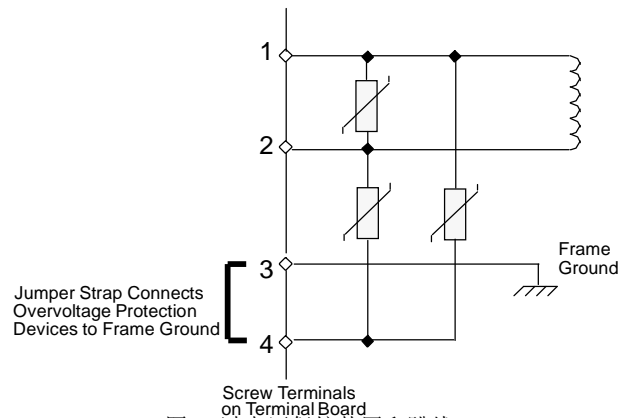 1
2
3
4
Frame
Ground
Jumper Strap Connects
Overvoltage Protection
Devices to Frame Ground
Screw Terminals
on Terminal Board